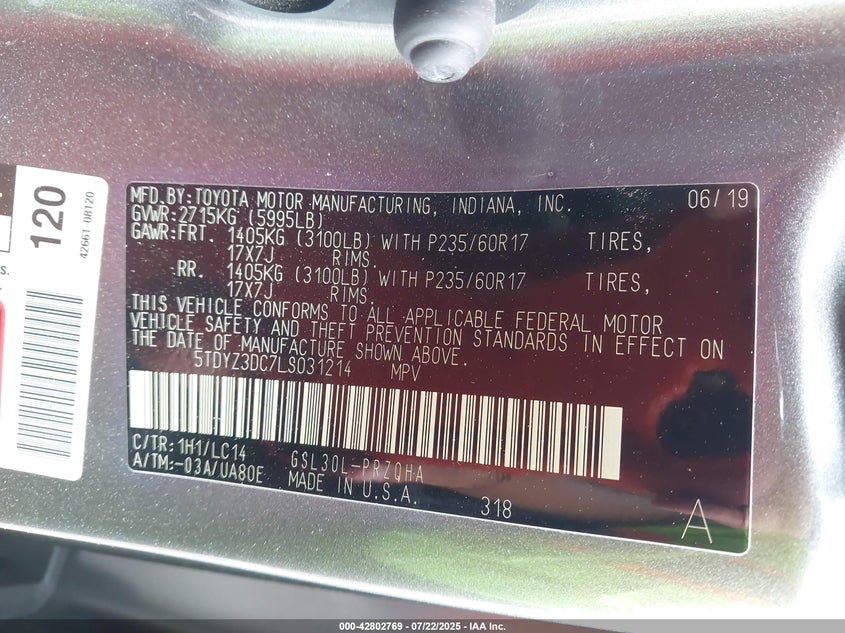 120
42661-08120
s.
MFD.BY:TOYOTA MOTOR MANUFACTURING, INDIANA, INC. 06/19
GVWR:2715KG (5995LB)
GAWR:FRT. 1405KG (3100LB) WITH P235/60R17 TIRES,
17X7J RIMS.
RR. 1405KG (3100LB) WITH P235/60R17 TIRES,
17X7J RIMS.
THIS VEHICLE CONFORMS TO ALL APPLICABLE FEDERAL MOTOR
VEHICLE SAFETY AND THEFT PREVENTION STANDARDS IN EFFECT ON
THE DATE OF MANUFACTURE SHOWN ABOVE.
5TDYZ3DC7LS031214 MPV
C/TR:1H1/LC14 GSL30L-PRZQHA
A/TM:-03A/UA80E MADE IN U.S.A. 318
A
000-42802769 - 07/22/2025 - IAA Inc.